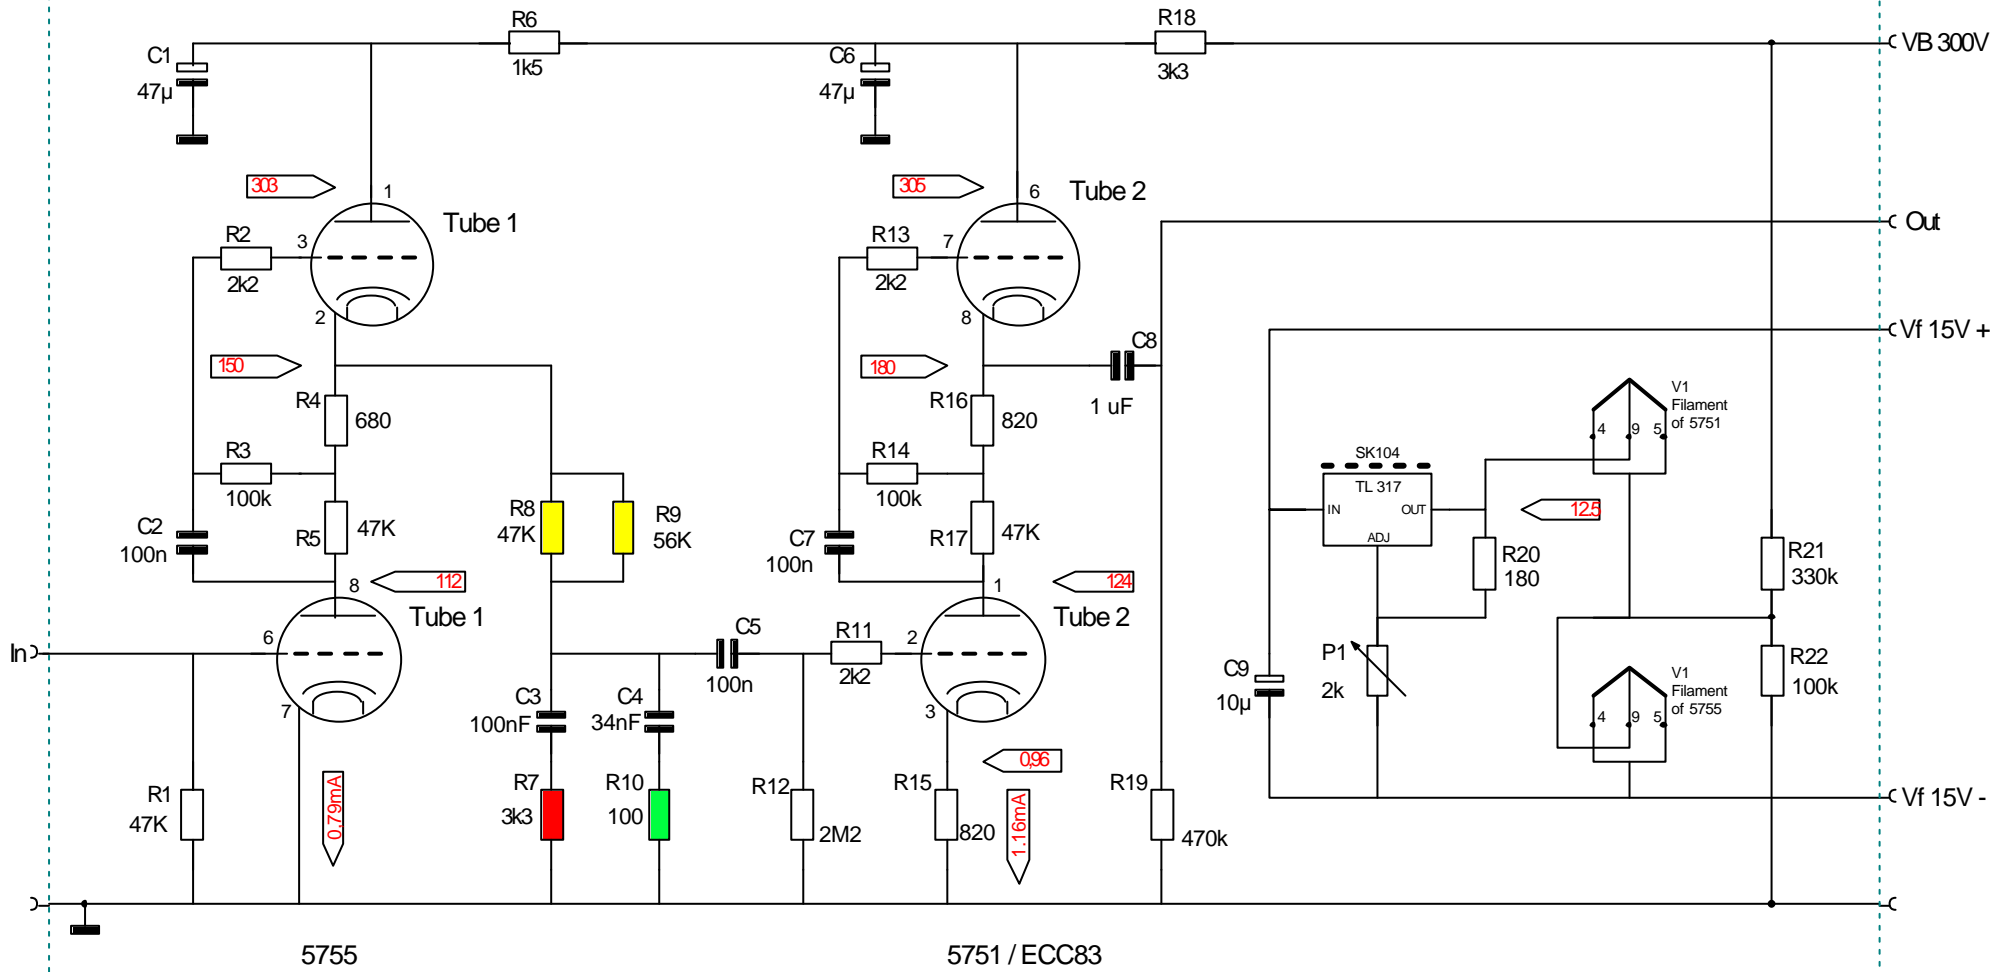 R6
1k5
R18
3k3
C1
47µ
C6
47µ
VB 300V
303
1
Tube 1
R2
3
2k2
2
305
6
Tube 2
R13
7
2k2
8
Out
Vf 15V +
150
R4
680
R3
100k
C2
100n
R5
47K
180
R16
820
R14
100k
C7
100n
R17
47K
C8
1 uF
R8
47K
R9
56K
112
8
Tube 1
6
7
In
124
1
Tube 2
2
3
C5
100n
R11
2k2
SK104
TL 317
IN
OUT
ADJ
12.5
V1
Filament
of 5751
4
9
5
R20
180
R21
330k
P1
2k
C9
10µ
V1
Filament
of 5755
4
9
5
R22
100k
C3
100nF
C4
34nF
R1
47K
0.79mA
R7
3k3
R10
100
R12
2M2
R15
820
0,96
1.16mA
R19
470k
Vf 15V -
5755
5751 / ECC83